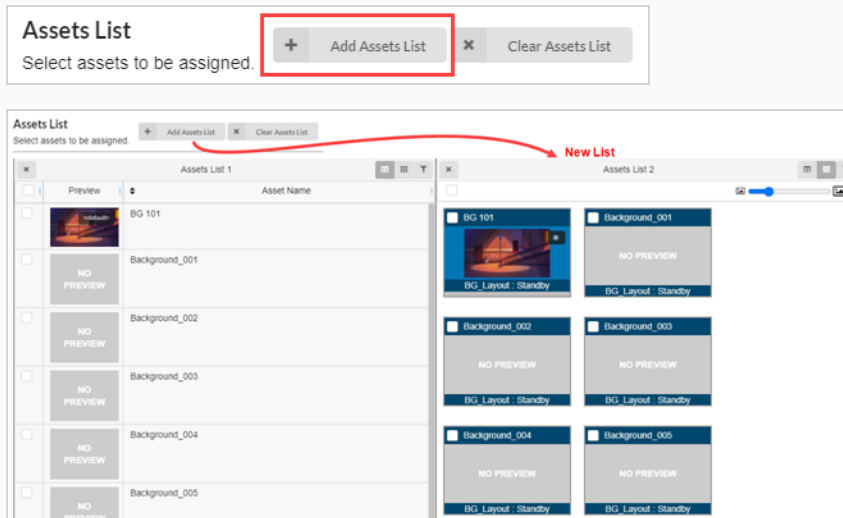 Assets List
Select assets to be assigned.
Add Assets List
Clear Assets List
Assets List
Select assets to be assigned.
Add Assets List
Clear Assets List
New List
Assets List 1
Preview
Asset Name
<default>
BG 101
NO
PREVIEW
Background_001
NO
PREVIEW
Background_002
NO
PREVIEW
Background_003
NO
PREVIEW
Background_004
NO
PREVIEW
Background_005
Assets List 2
BG 101
BG_Layout : Standby
Background_001
NO PREVIEW
BG_Layout : Standby
Background_002
NO PREVIEW
BG_Layout : Standby
Background_003
NO PREVIEW
BG_Layout : Standby
Background_004
NO PREVIEW
BG_Layout : Standby
Background_005
NO PREVIEW
BG_Layout : Standby